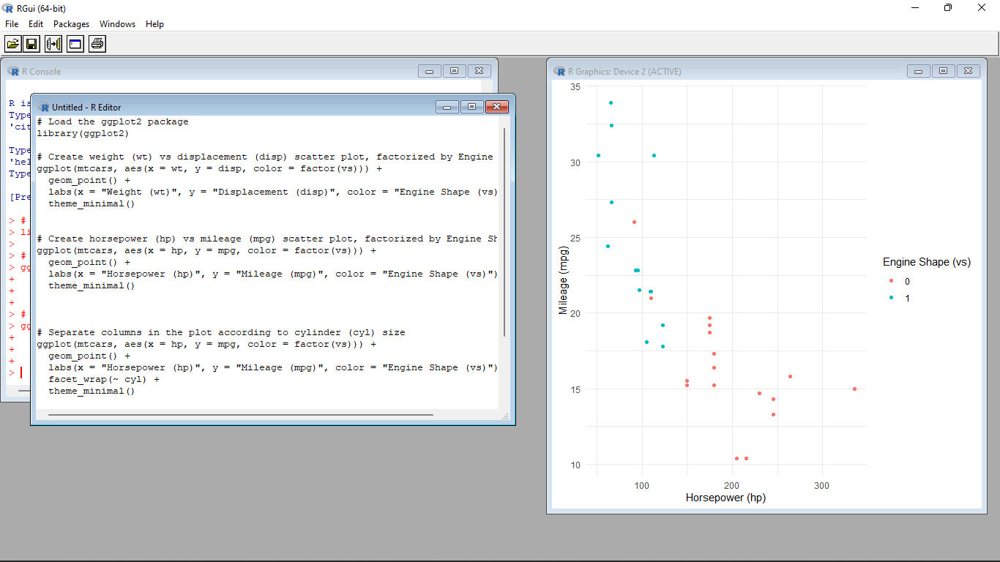 RGui (64-bit)
File Edit Packages Windows Help
R Console
R is
Type
'cit
Type
'hel
Type
[Pre
> #
> li
>
> #
> gg
+
+
+
> #
> gg
+
+
+
>
Untitled - R Editor
# Load the ggplot2 package
library(ggplot2)
# Create weight (wt) vs displacement (disp) scatter plot, factorized by Engine
ggplot(mtcars, aes(x = wt, y = disp, color = factor(vs))) +
  geom_point() +
  labs(x = "Weight (wt)", y = "Displacement (disp)", color = "Engine Shape (vs)
  theme_minimal()
# Create horsepower (hp) vs mileage (mpg) scatter plot, factorized by Engine Sh
ggplot(mtcars, aes(x = hp, y = mpg, color = factor(vs))) +
  geom_point() +
  labs(x = "Horsepower (hp)", y = "Mileage (mpg)", color = "Engine Shape (vs)")
  theme_minimal()
# Separate columns in the plot according to cylinder (cyl) size
ggplot(mtcars, aes(x = hp, y = mpg, color = factor(vs))) +
  geom_point() +
  labs(x = "Horsepower (hp)", y = "Mileage (mpg)", color = "Engine Shape (vs)")
  facet_wrap(~ cyl) +
  theme_minimal()
R Graphics: Device 2 (ACTIVE)
35
30
25
20
15
10
Mileage (mpg)
100 200 300
Horsepower (hp)
Engine Shape (vs)
0
1